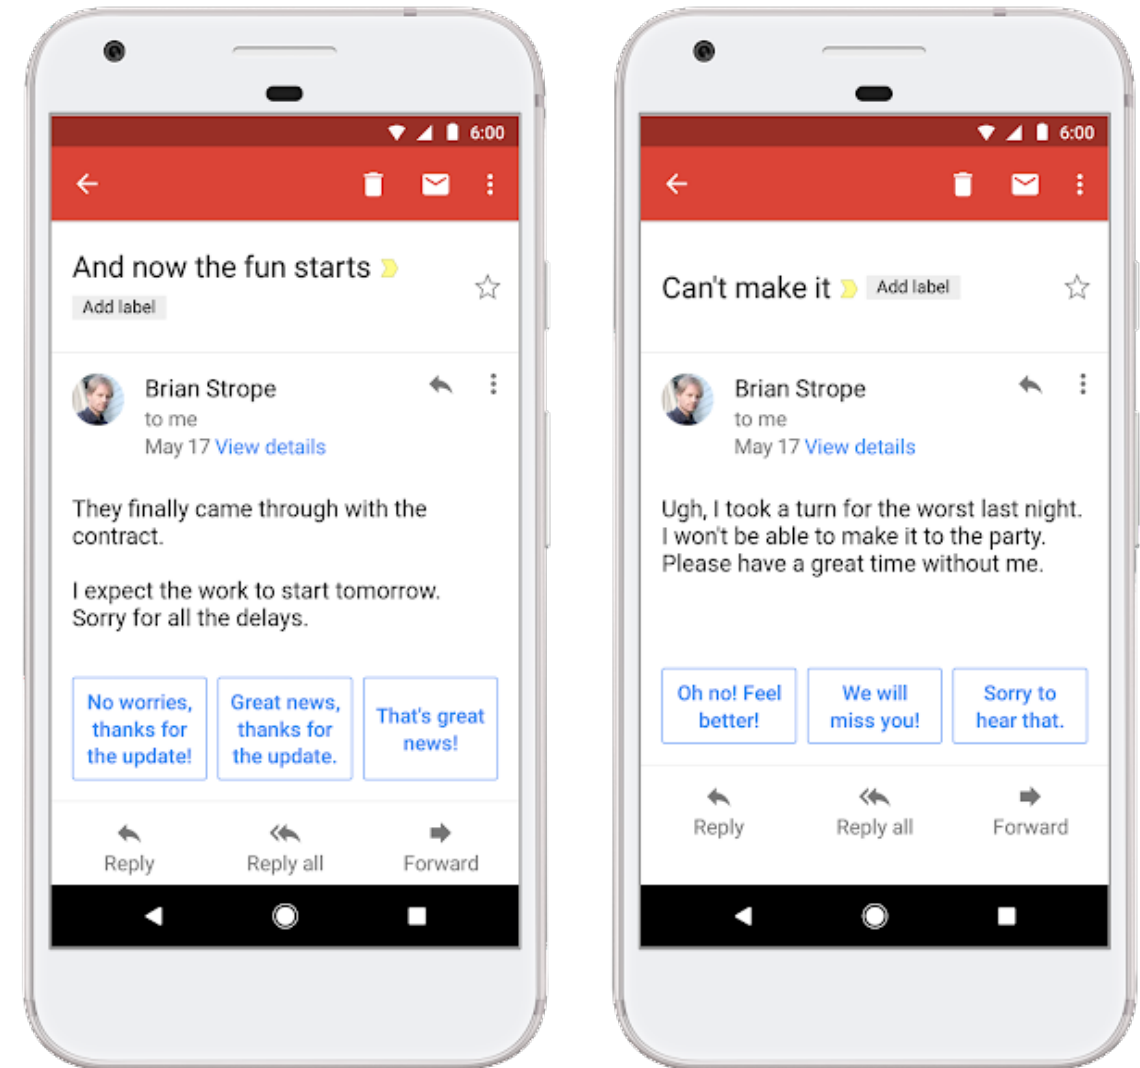 6:00
And now the fun starts
Add label
Brian Strope
to me
May 17 View details
They finally came through with the
contract.
I expect the work to start tomorrow.
Sorry for all the delays.
No worries,
thanks for
the update!
Great news,
thanks for
the update.
That's great
news!
Reply
Reply all
Forward
6:00
Can't make it
Add label
Brian Strope
to me
May 17 View details
Ugh, I took a turn for the worst last night.
I won't be able to make it to the party.
Please have a great time without me.
Oh no! Feel
better!
We will
miss you!
Sorry to
hear that.
Reply
Reply all
Forward